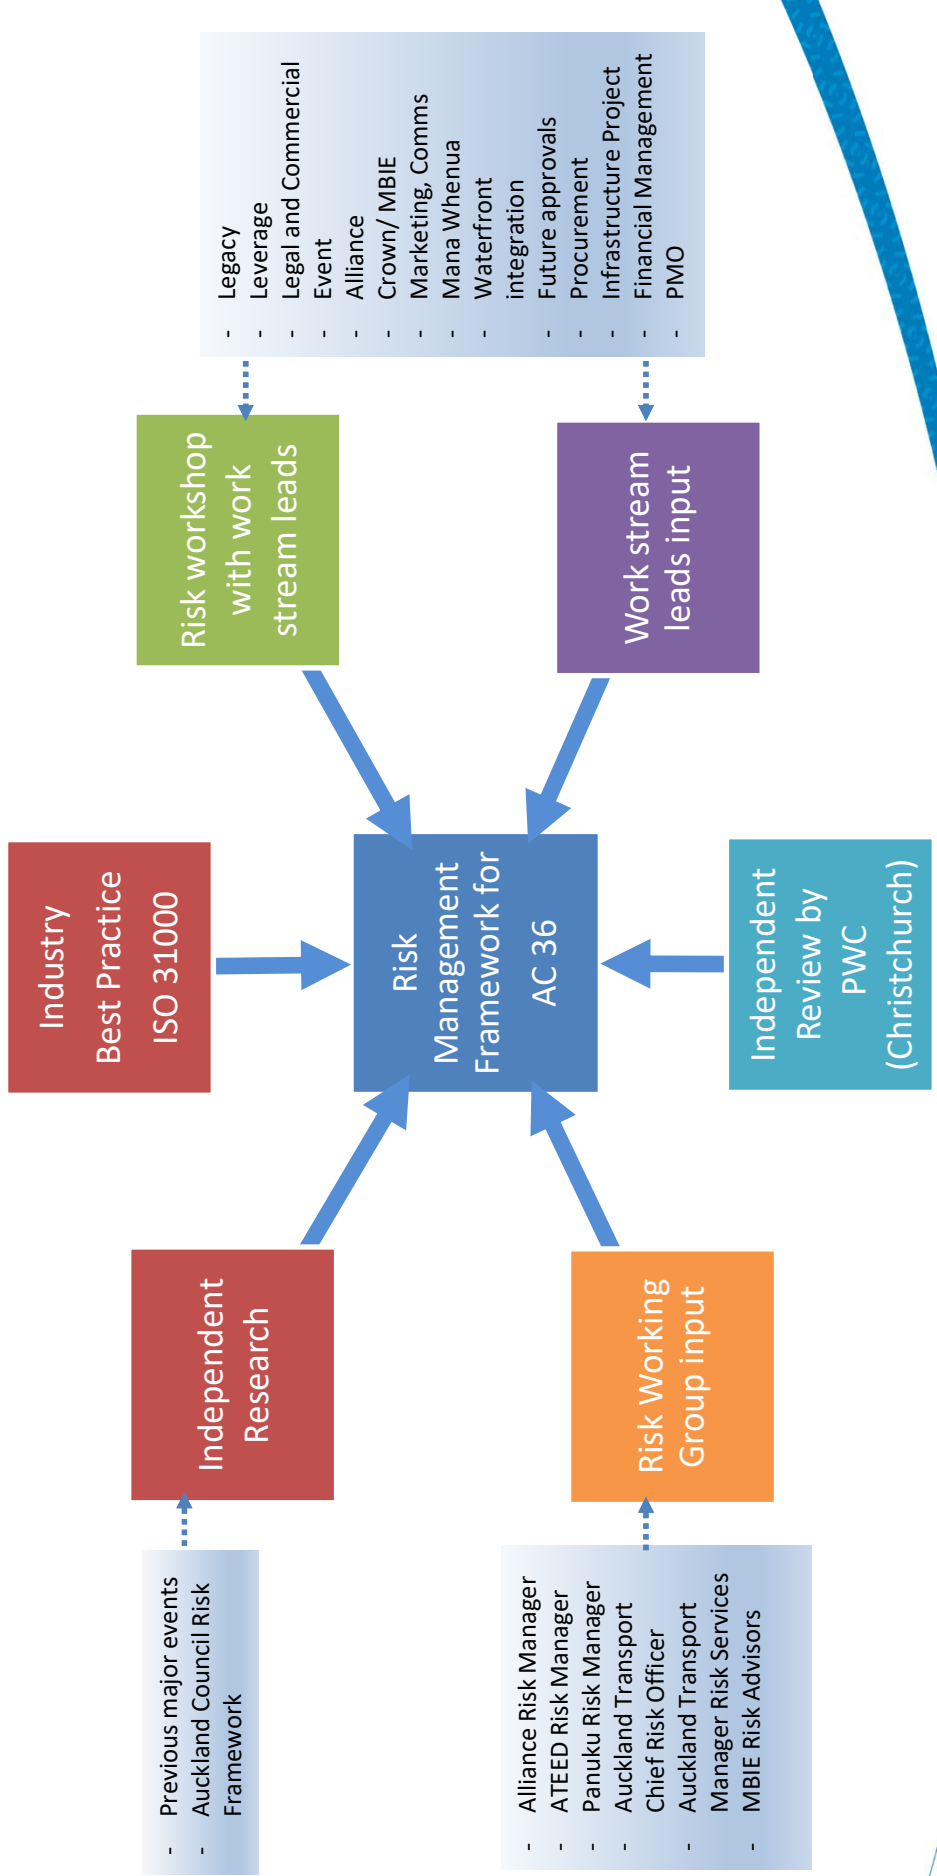 - Previous major events
- Auckland Council Risk
Framework
Independent
Research
Industry
Best Practice
ISO 31000
Risk workshop
with work
stream leads
- Legacy
- Leverage
- Legal and Commercial
- Event
- Alliance
- Crown/ MBIE
- Marketing, Comms
- Mana Whenua
- Waterfront
integration
- Future approvals
- Procurement
- Infrastructure Project
- Financial Management
- PMO
Risk
Management
Framework for
AC 36
- Alliance Risk Manager
- ATEED Risk Manager
- Panuku Risk Manager
- Auckland Transport
Chief Risk Officer
- Auckland Transport
Manager Risk Services
- MBIE Risk Advisors
Risk Working
Group input
Independent
Review by
PWC
(Christchurch)
Work stream
leads input